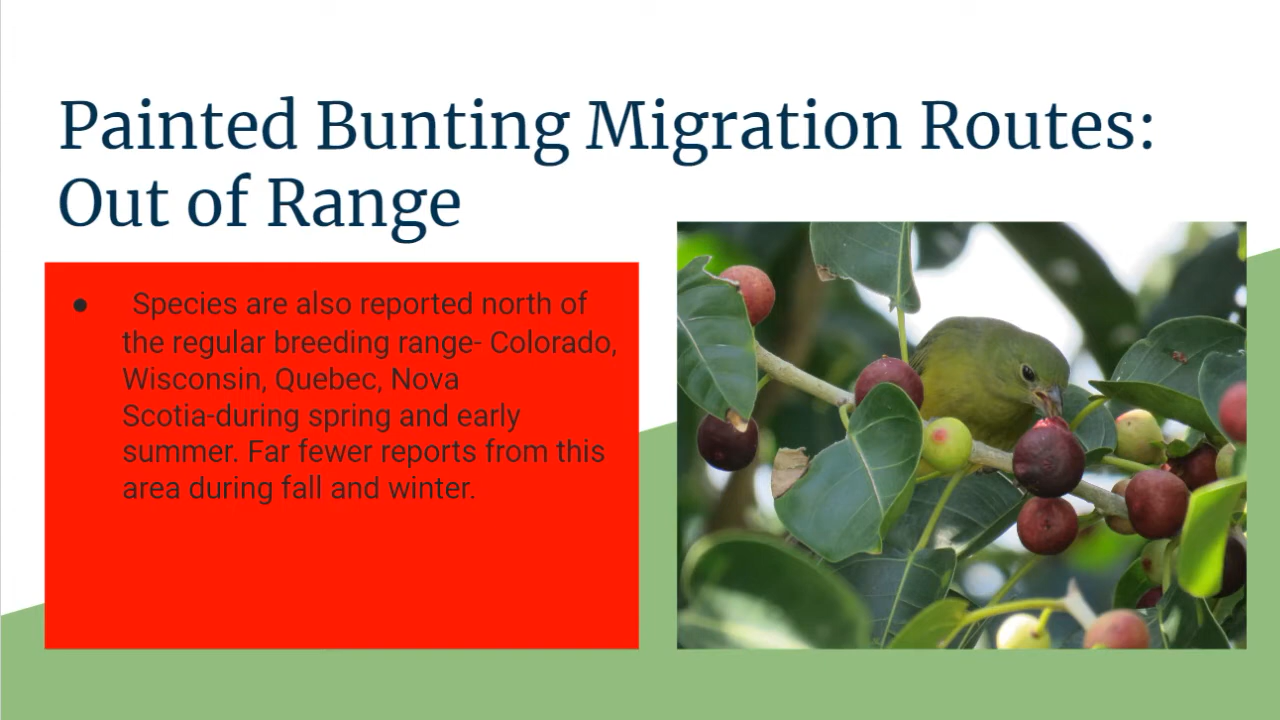 Painted Bunting Migration Routes:
Out of Range
● Species are also reported north of
the regular breeding range- Colorado,
Wisconsin, Quebec, Nova
Scotia-during spring and early
summer. Far fewer reports from this
area during fall and winter.